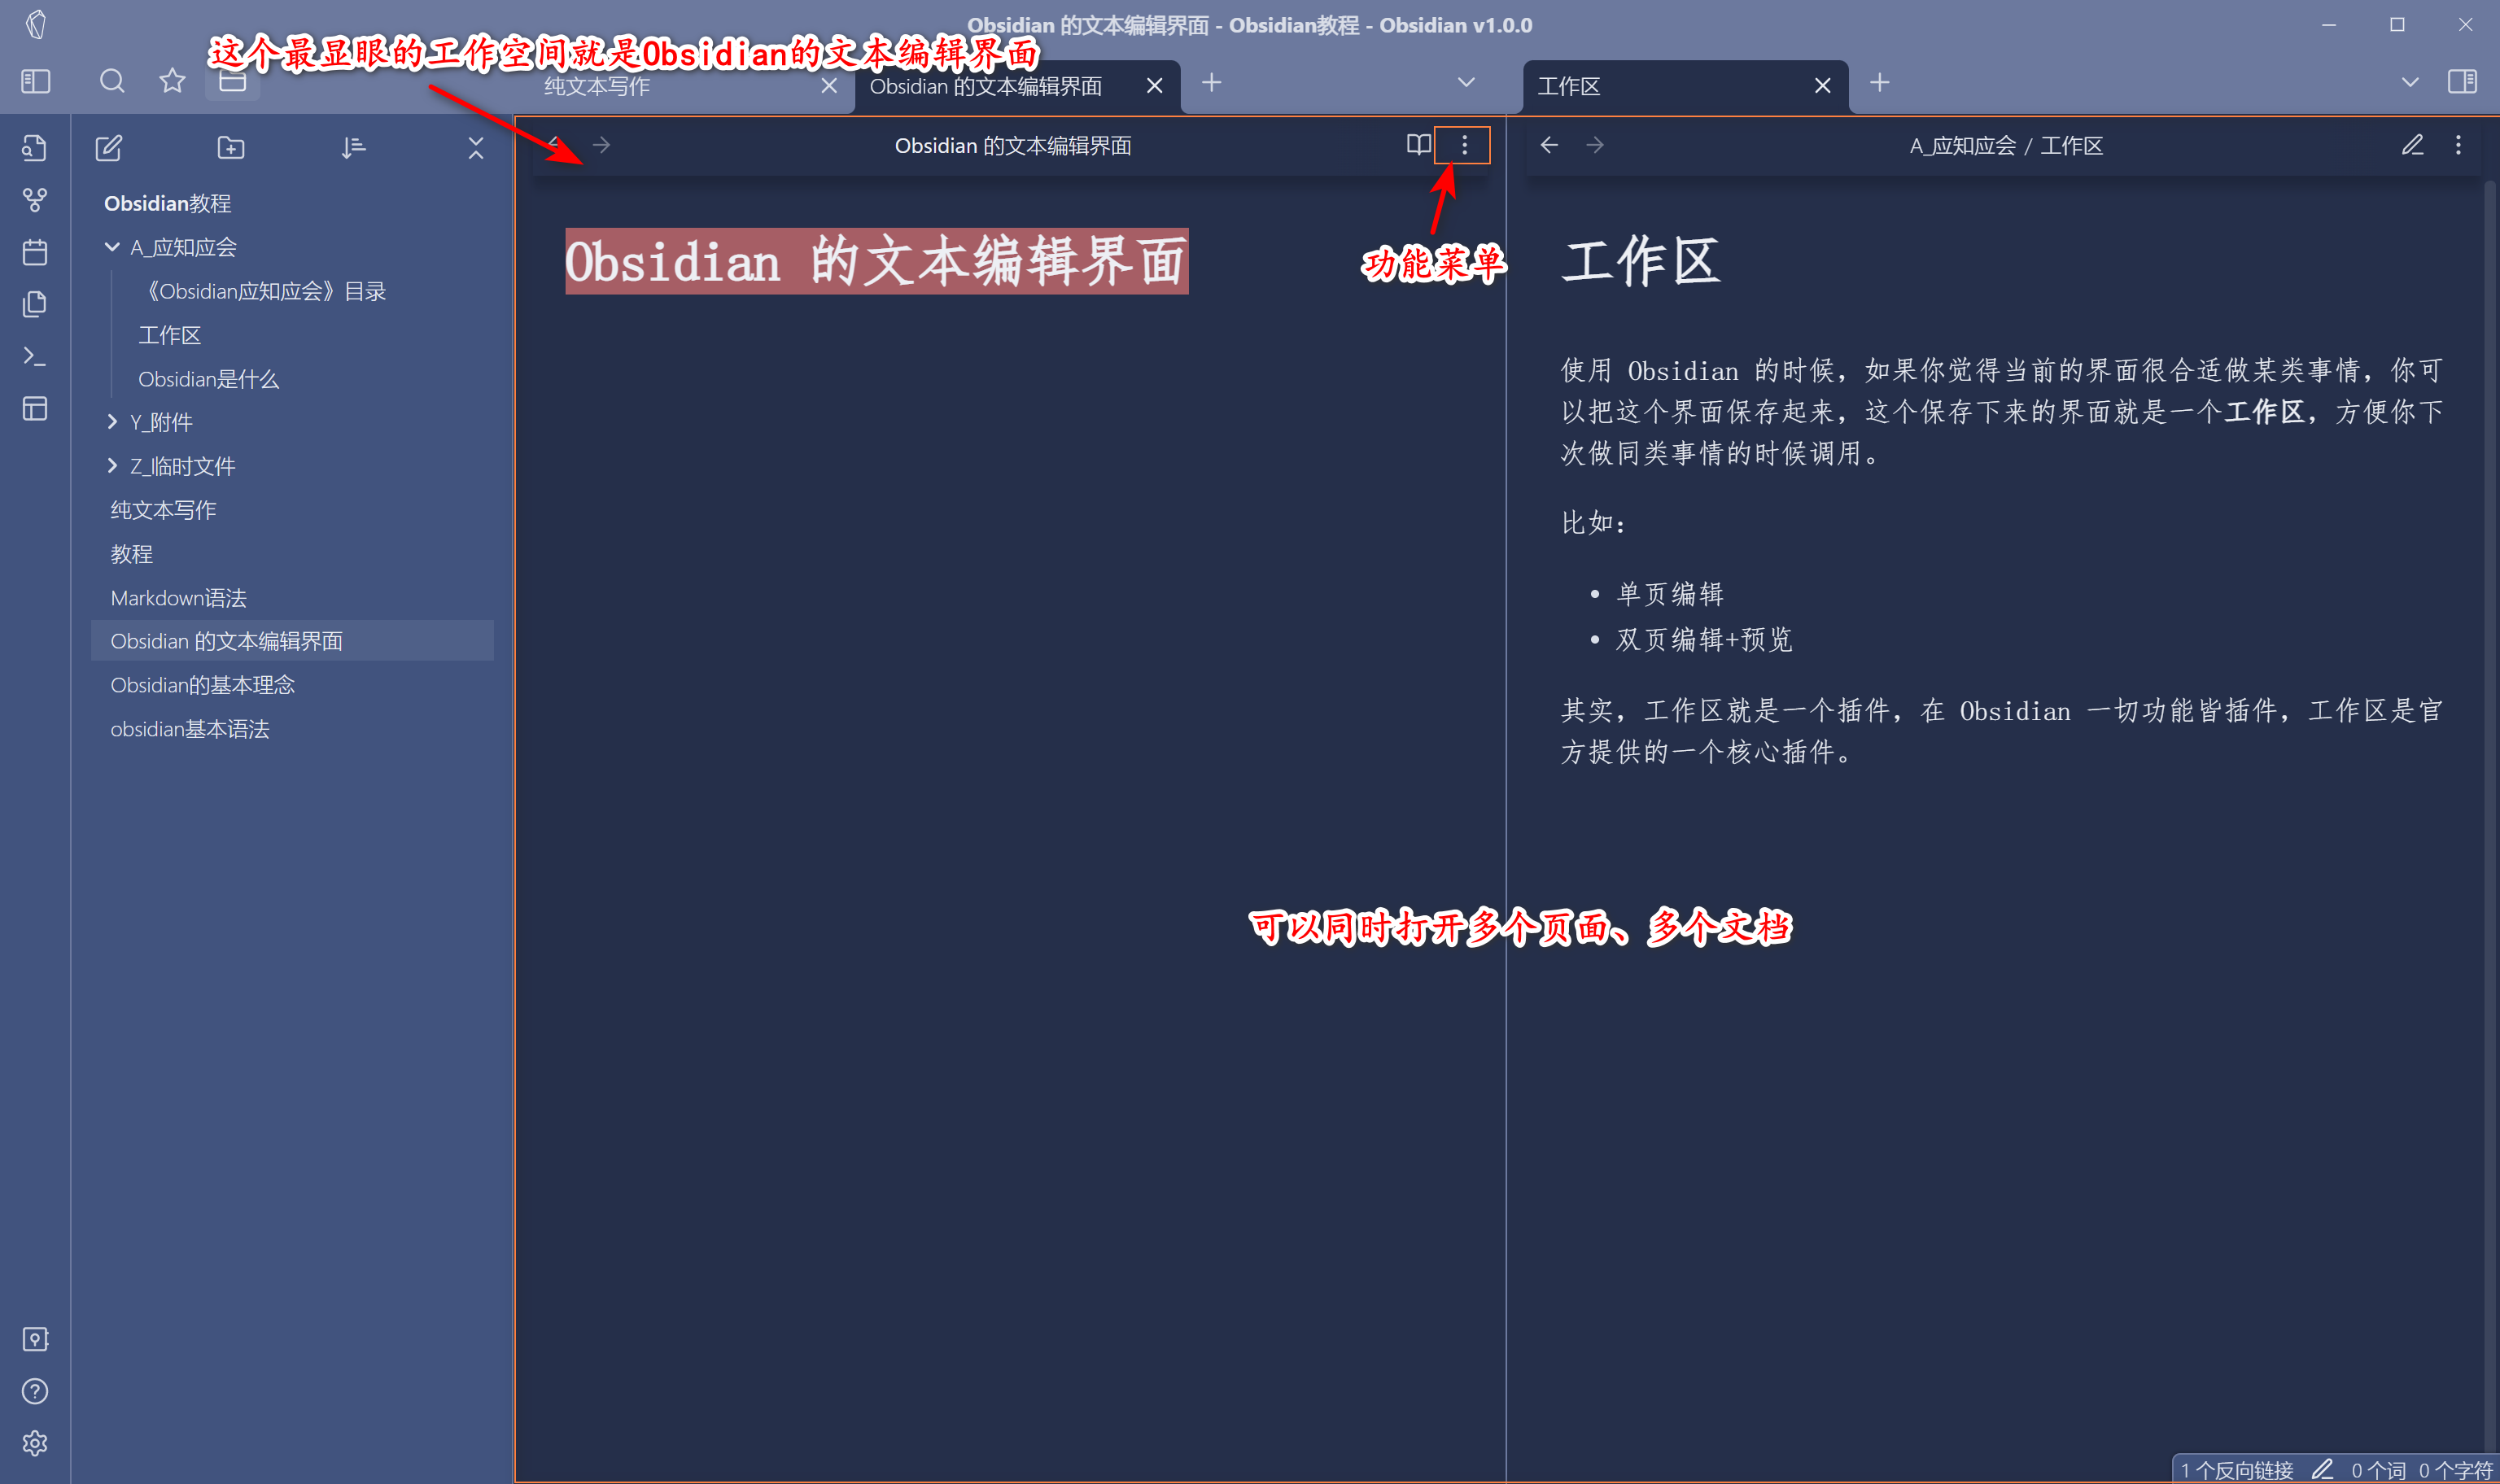 Obsidian 的文本编辑界面 - Obsidian教程 - Obsidian v1.0.0
这个最显眼的工作空间就是Obsidian的文本编辑界面
纯文本写作
Obsidian 的文本编辑界面
工作区
Obsidian教程
A_应知应会
《Obsidian应知应会》目录
工作区
Obsidian是什么
Y_附件
Z_临时文件
纯文本写作
教程
Markdown语法
Obsidian 的文本编辑界面
Obsidian的基本理念
obsidian基本语法
Obsidian 的文本编辑界面
Obsidian 的文本编辑界面
功能菜单
可以同时打开多个页面、多个文档
A_应知应会 / 工作区
工作区
使用 Obsidian 的时候，如果你觉得当前的界面很合适做某类事情，你可
以把这个界面保存起来，这个保存下来的界面就是一个工作区，方便你下
次做同类事情的时候调用。
比如：
• 单页编辑
• 双页编辑+预览
其实，工作区就是一个插件，在 Obsidian 一切功能皆插件，工作区是官
方提供的一个核心插件。
1 个反向链接 0 个词 0 个字符